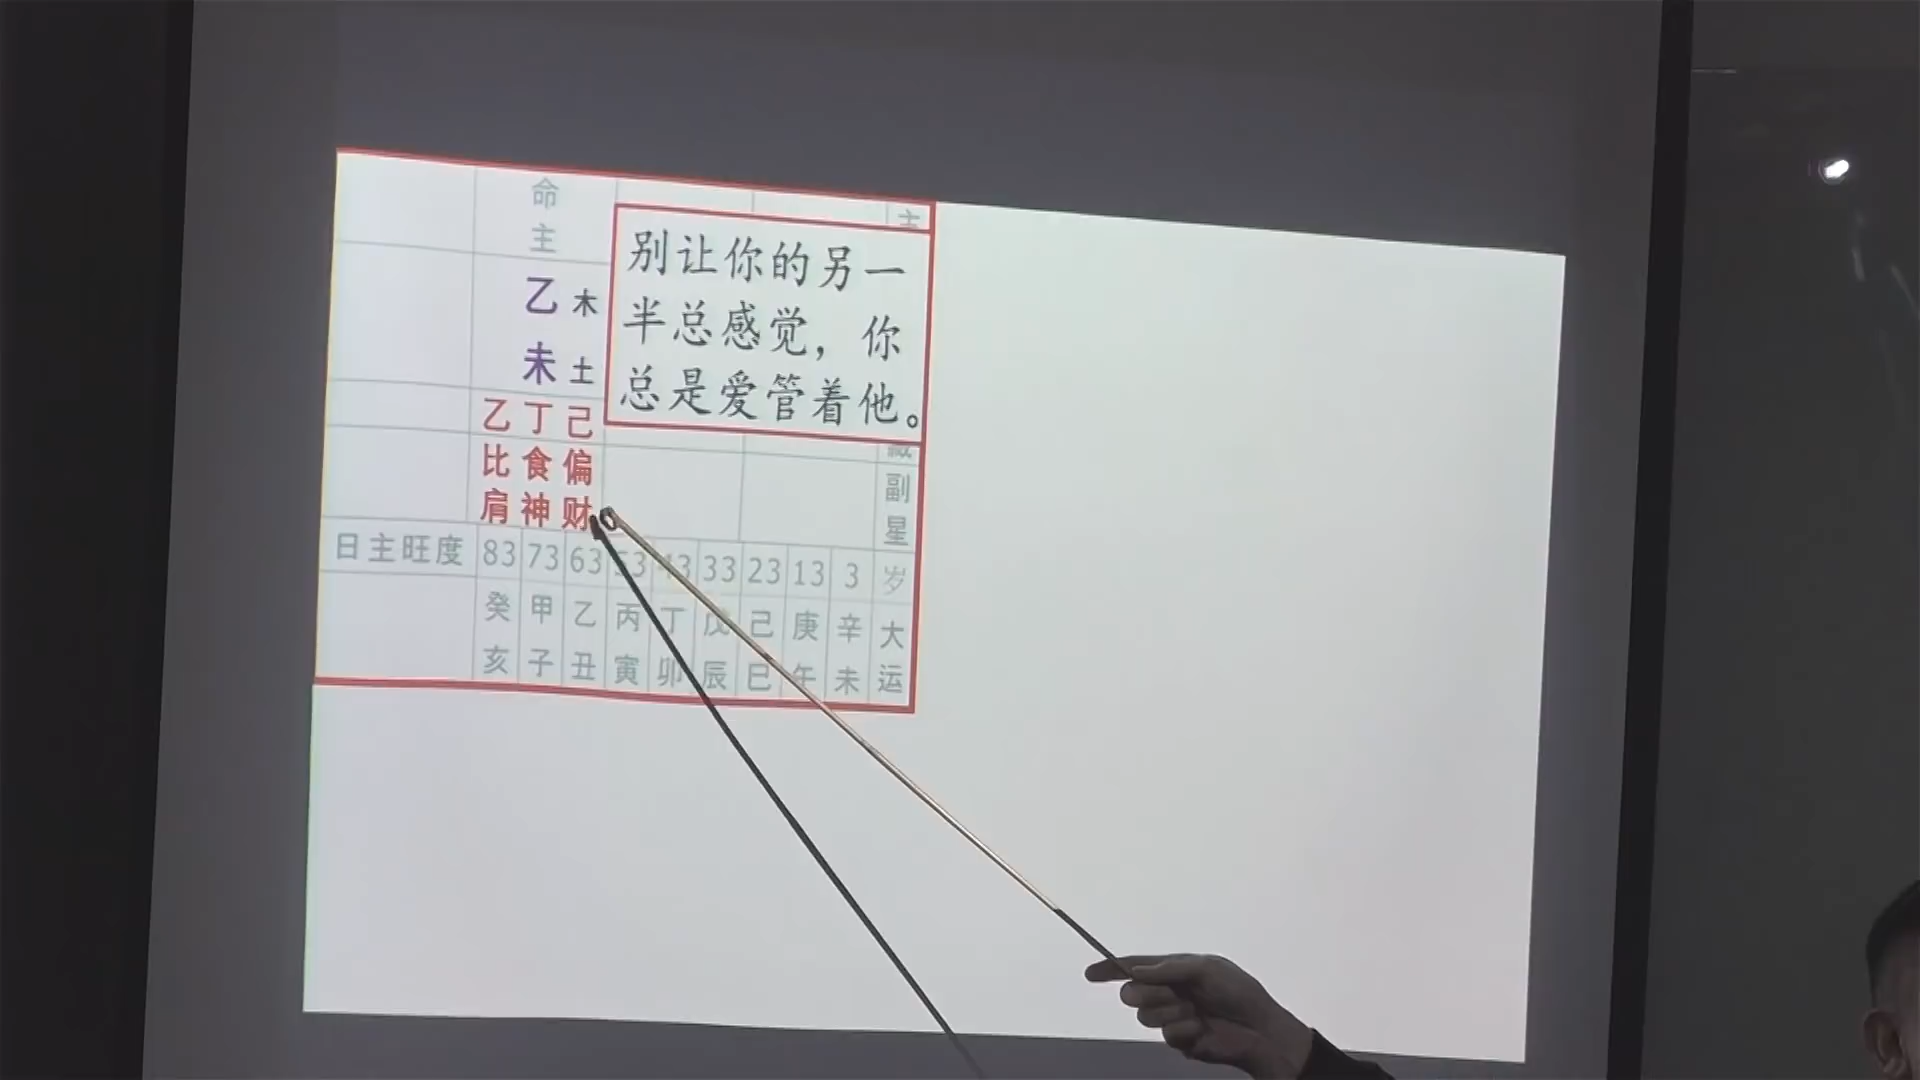 命
主
主
乙 木
未 土
别让你的另一
半总感觉，你
总是爱管着他。
乙 丁 己
比 食 偏
肩 神 财
副
星
日主旺度 83 73 63 53 43 33 23 13 3 岁
癸 甲 乙 丙 丁 戊 己 庚 辛 大
亥 子 丑 寅 卯 辰 巳 午 未 运